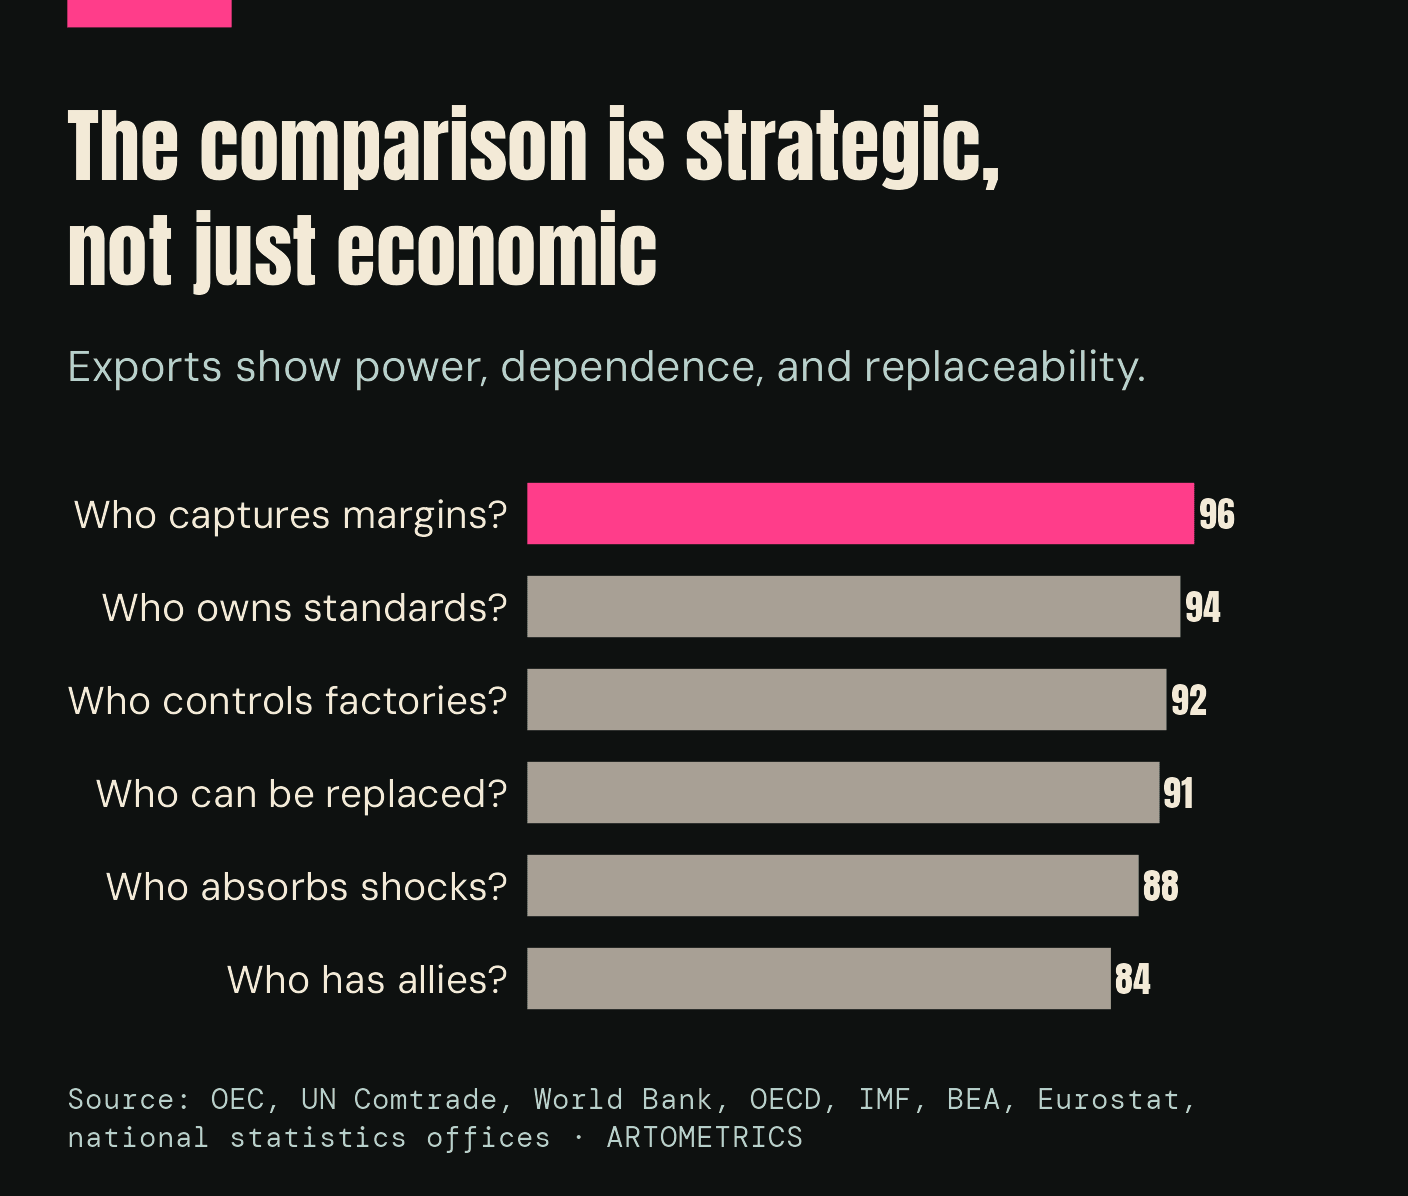 The comparison is strategic,
not just economic
Exports show power, dependence, and replaceability.
Who captures margins? 96
Who owns standards? 94
Who controls factories? 92
Who can be replaced? 91
Who absorbs shocks? 88
Who has allies? 84
Source: OEC, UN Comtrade, World Bank, OECD, IMF, BEA, Eurostat,
national statistics offices · ARTOMETRICS